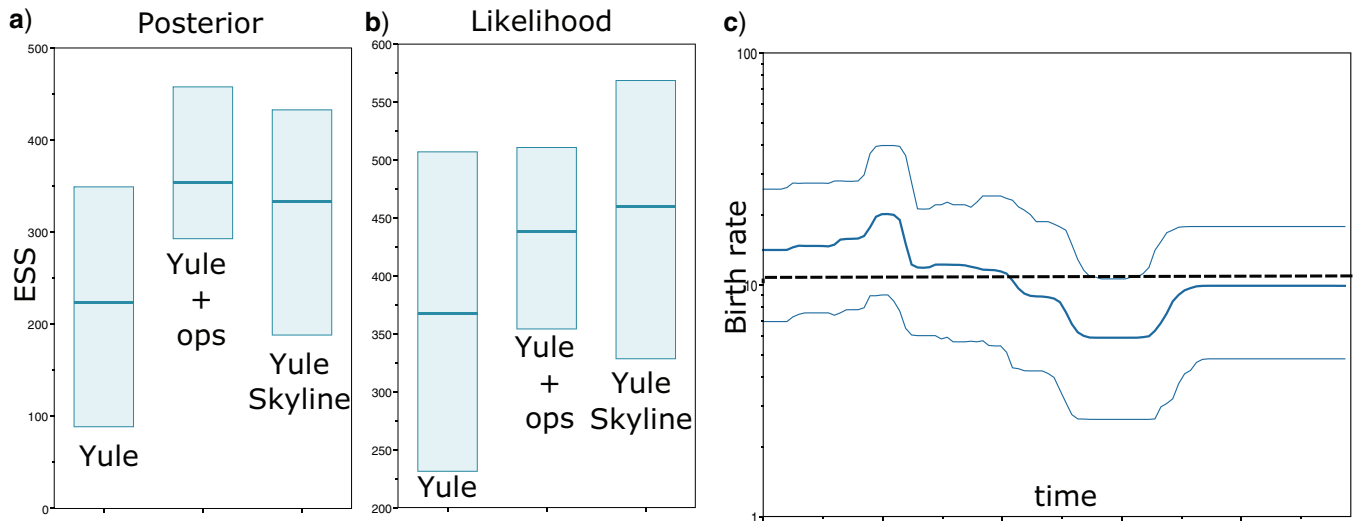 a)
Posterior
500
400
300
200
100
0
ESS
Yule
Yule
+
ops
Yule
Skyline
b)
Likelihood
600
550
500
450
400
350
300
250
200
Yule
Yule
+
ops
Yule
Skyline
c)
100
10
1
Birth rate
time